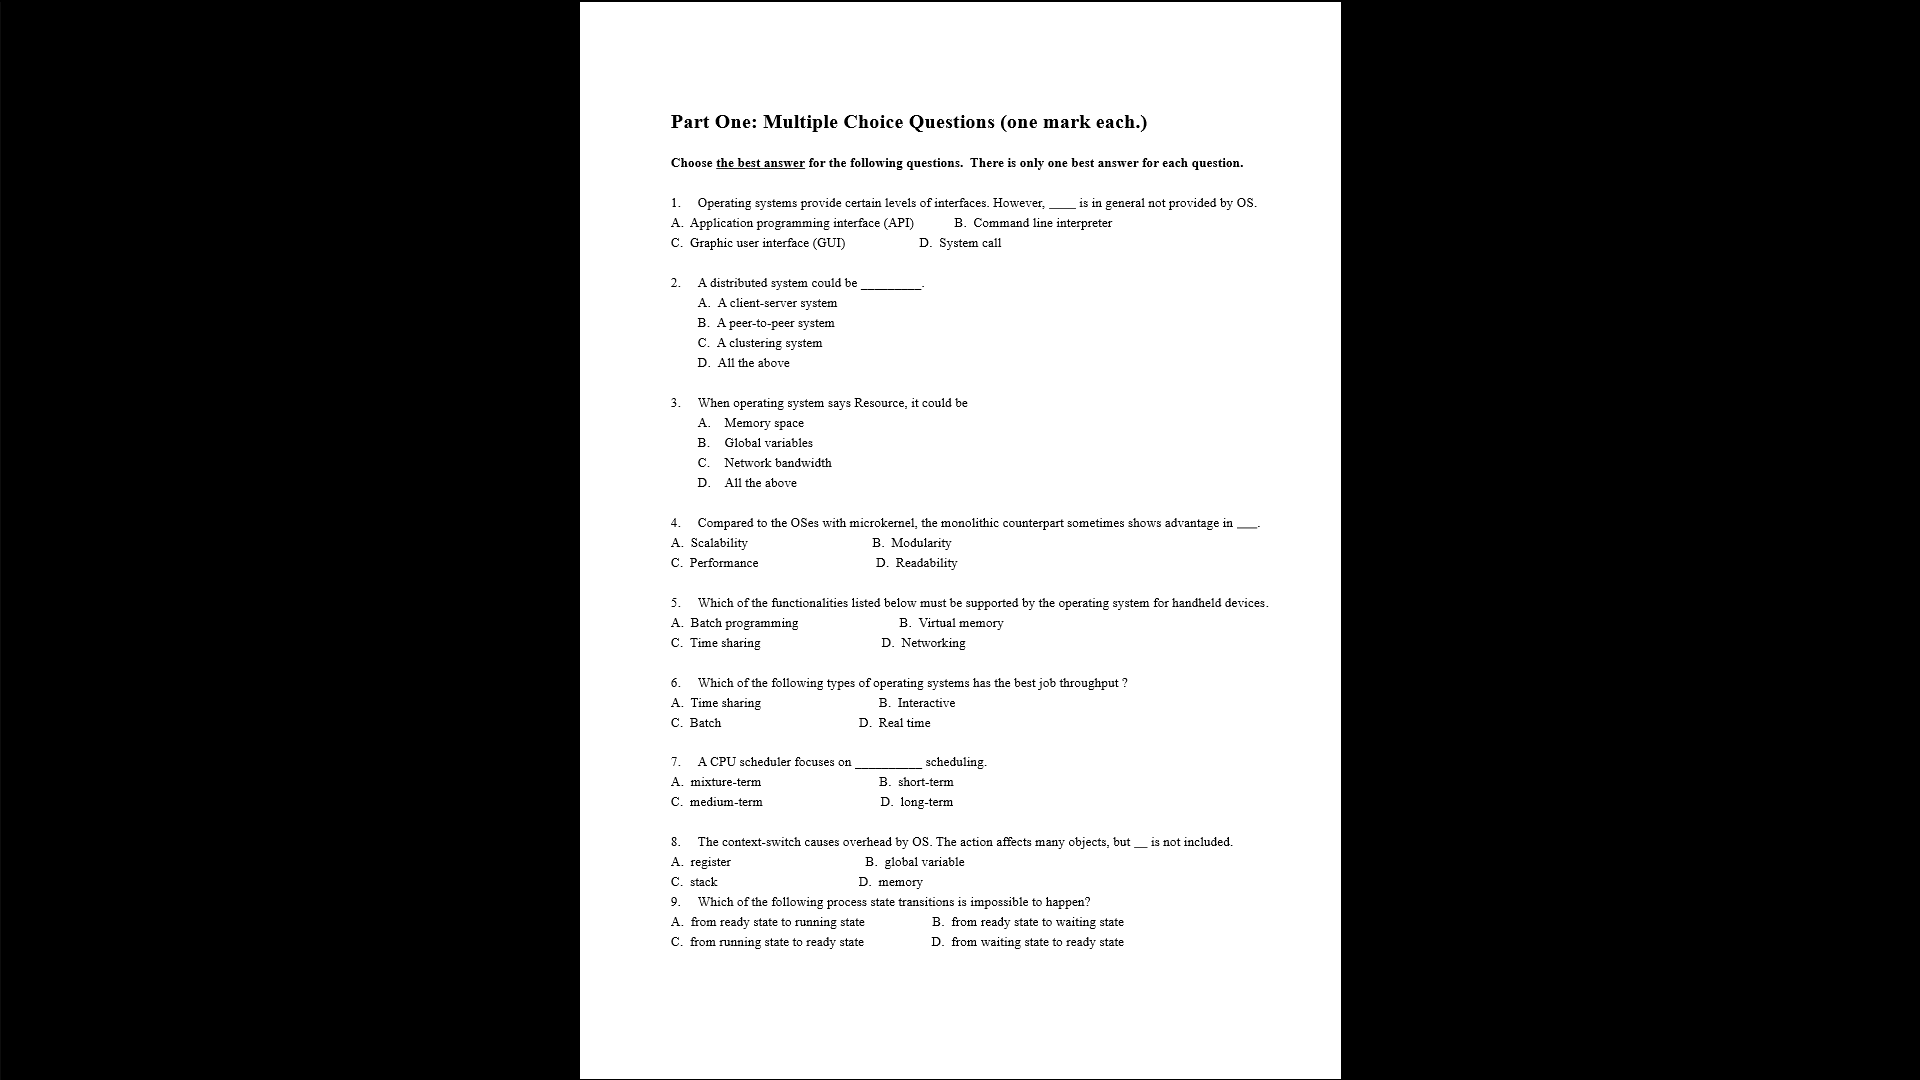 Part One: Multiple Choice Questions (one mark each.)
Choose the best answer for the following questions.  There is only one best answer for each question.
1. Operating systems provide certain levels of interfaces. However, ____ is in general not provided by OS.
A. Application programming interface (API) B. Command line interpreter
C. Graphic user interface (GUI) D. System call
2. A distributed system could be _________.
A. A client-server system
B. A peer-to-peer system
C. A clustering system
D. All the above
3. When operating system says Resource, it could be
A. Memory space
B. Global variables
C. Network bandwidth
D. All the above
4. Compared to the OSes with microkernel, the monolithic counterpart sometimes shows advantage in ___.
A. Scalability B. Modularity
C. Performance D. Readability
5. Which of the functionalities listed below must be supported by the operating system for handheld devices.
A. Batch programming B. Virtual memory
C. Time sharing D. Networking
6. Which of the following types of operating systems has the best job throughput ?
A. Time sharing B. Interactive
C. Batch D. Real time
7. A CPU scheduler focuses on __________ scheduling.
A. mixture-term B. short-term
C. medium-term D. long-term
8. The context-switch causes overhead by OS. The action affects many objects, but __ is not included.
A. register B. global variable
C. stack D. memory
9. Which of the following process state transitions is impossible to happen?
A. from ready state to running state B. from ready state to waiting state
C. from running state to ready state D. from waiting state to ready state